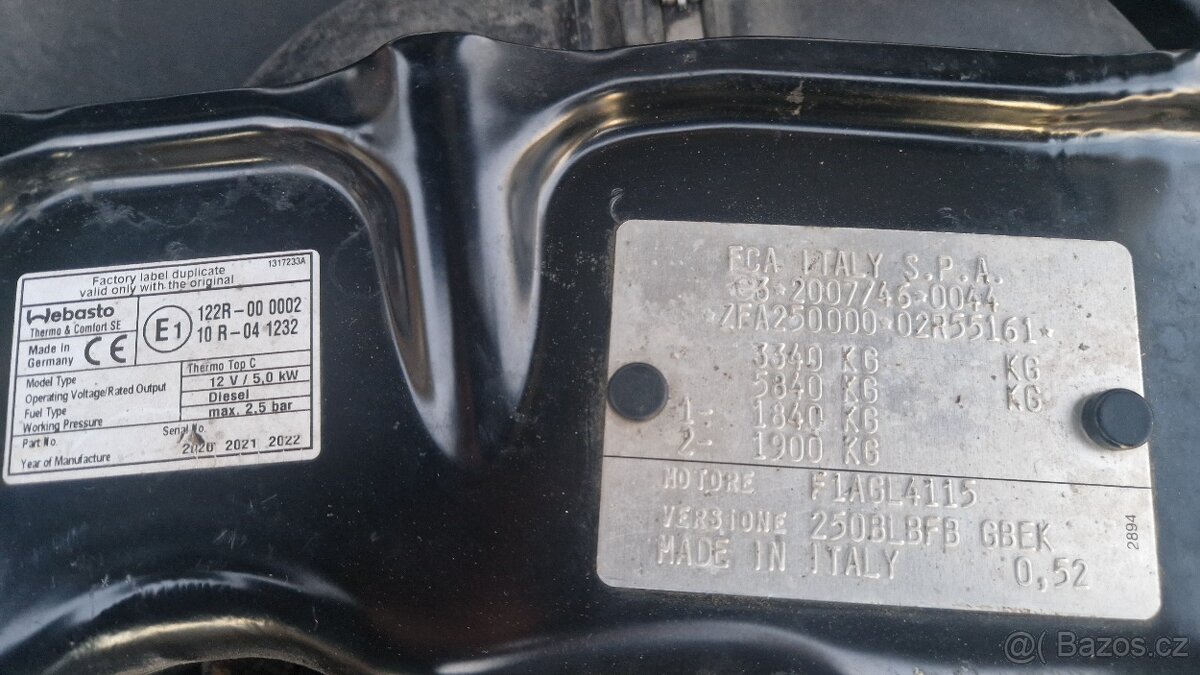 Factory label duplicate
valid only with the original
1317233A
Webasto
Thermo & Comfort SE
Made in
Germany
CE
E1
122R-00 0002
10 R-04 1232
Thermo Top C
Model Type
12 V / 5,0 kW
Operating Voltage/Rated Output
Diesel
Fuel Type
max. 2,5 bar
Working Pressure
Part No.
Serial No.
2020 2021 2022
Year of Manufacture
FCA ITALY S.P.A.
*2007/46*0044
*ZFA250000*02R55161*
3340 KG KG
5840 KG KG
1- 1840 KG
2- 1900 KG
MOTORE F1AGL4115
VERSIONE 250BLBFB GBEK
MADE IN ITALY 0,52
2894
Bazos.cz